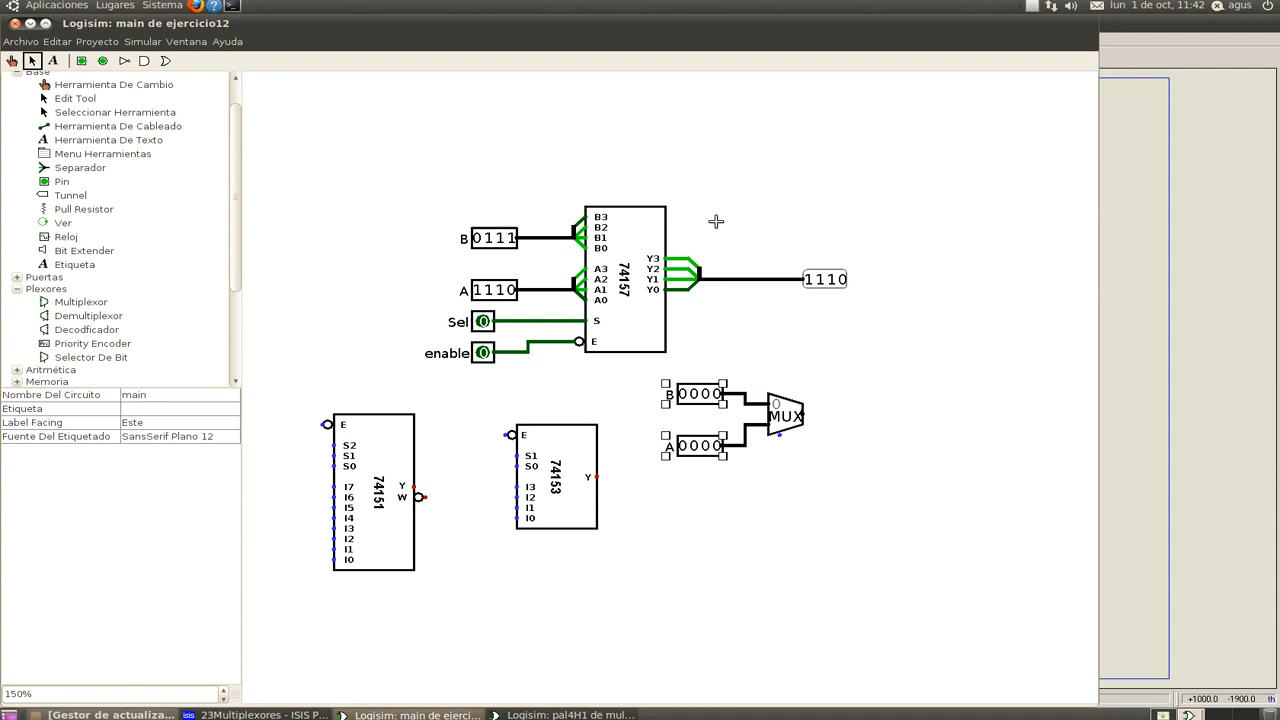 Aplicaciones Lugares Sistema
lun 1 de oct, 11:42 agus
Logisim: main de ejercicio12
Archivo Editar Proyecto Simular Ventana Ayuda
A
Base
Herramienta De Cambio
Edit Tool
Seleccionar Herramienta
Herramienta De Cableado
A Herramienta De Texto
Menu Herramientas
Separador
Pin
Tunnel
Pull Resistor
Ver
Reloj
Bit Extender
Etiqueta
Puertas
Plexores
Multiplexor
Demultiplexor
Decodficador
Priority Encoder
Selector De Bit
Aritmética
Memoria
Nombre Del Circuito main
Etiqueta
Label Facing Este
Fuente Del Etiquetado SansSerif Plano 12
150%
B 0111
A 1110
Sel 0
enable 0
B3
B2
B1
B0
A3
A2
A1
A0
S
E
74157
Y3
Y2
Y1
Y0
1110
B 0000
A 0000
0
MUX
E
S2
S1
S0
I7
I6
I5
I4
I3
I2
I1
I0
74151
Y
W
E
S1
S0
I3
I2
I1
I0
74153
Y
+1000.0 -1900.0 th
[Gestor de actualiza... 23Multiplexores - ISIS P... Logisim: main de ejerci... Logisim: pal4H1 de mul...